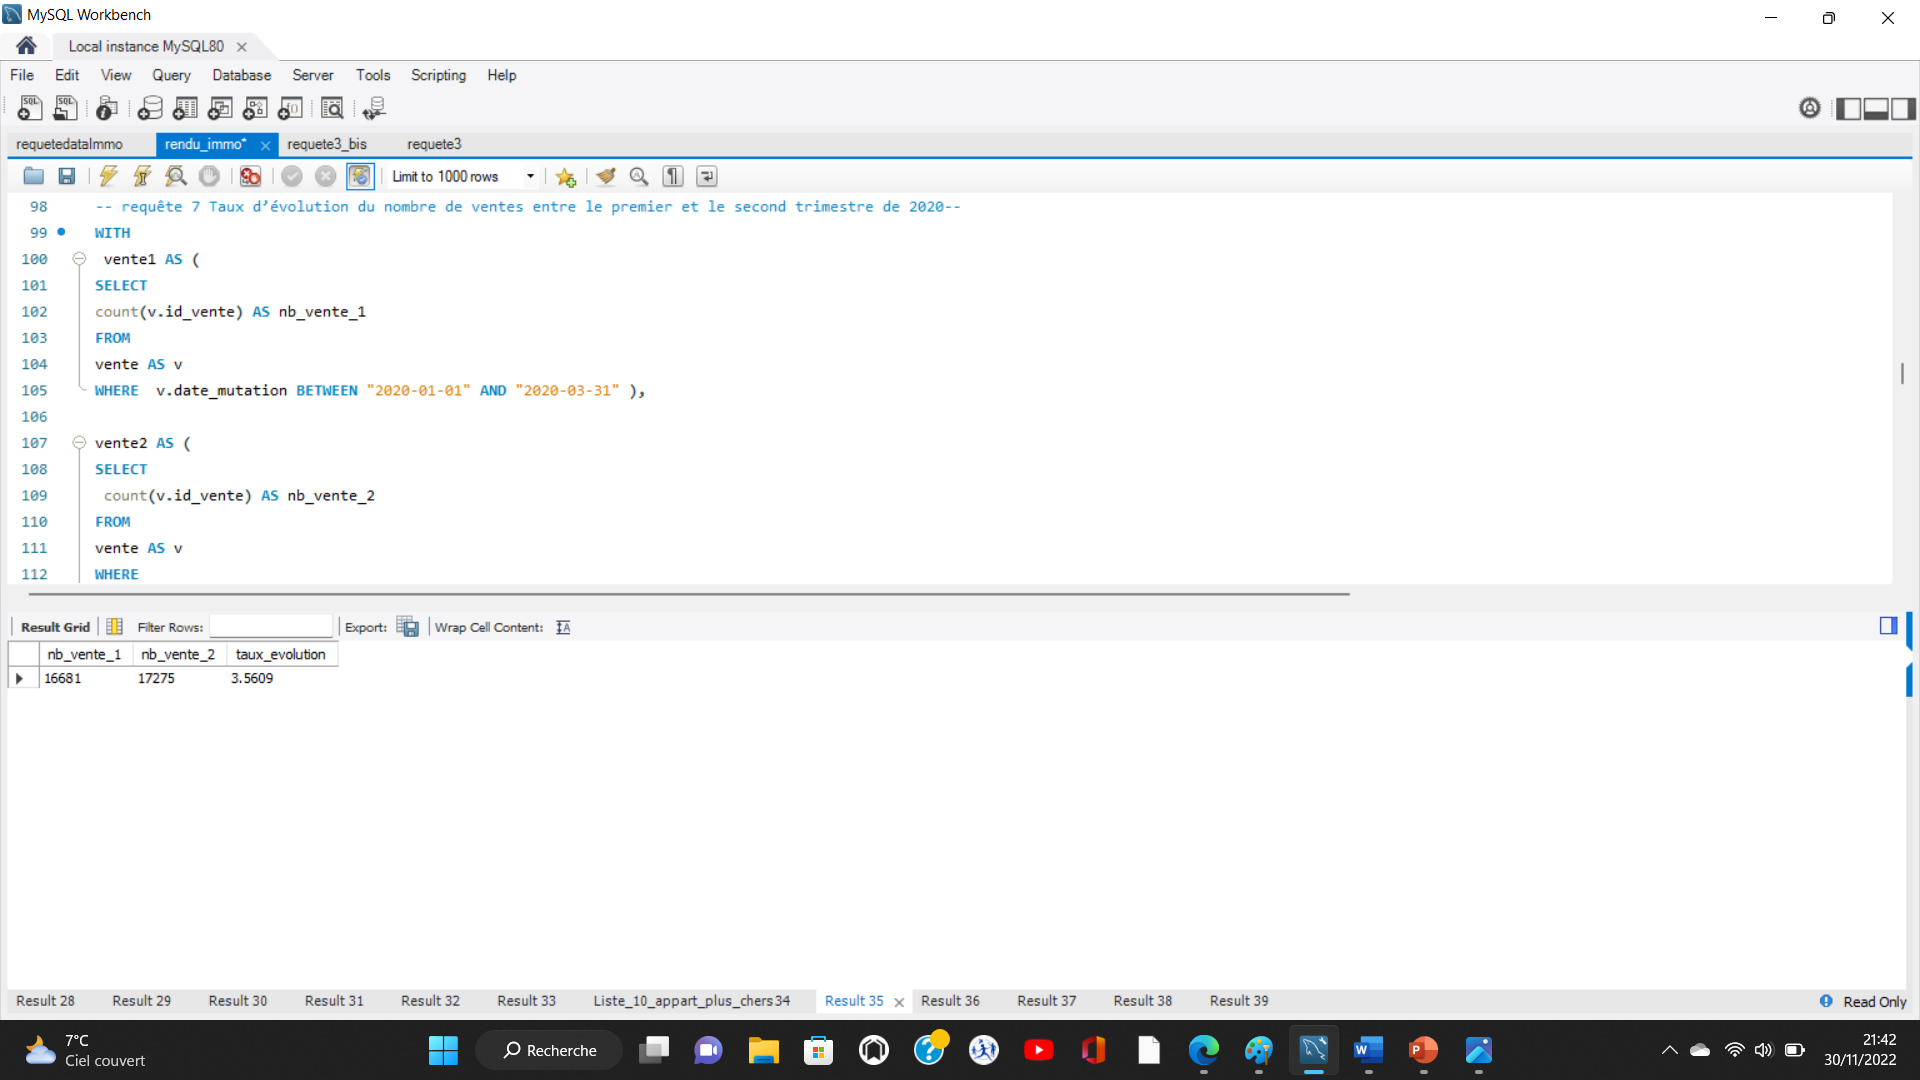 MySQL Workbench
Local instance MySQL80
File Edit View Query Database Server Tools Scripting Help
requetedataImmo rendu_immo* requete3_bis requete3
Limit to 1000 rows
98 -- requête 7 Taux d’évolution du nombre de ventes entre le premier et le second trimestre de 2020--
99 WITH
100 vente1 AS (
101 SELECT
102 count(v.id_vente) AS nb_vente_1
103 FROM
104 vente AS v
105 WHERE v.date_mutation BETWEEN "2020-01-01" AND "2020-03-31" ),
106
107 vente2 AS (
108 SELECT
109 count(v.id_vente) AS nb_vente_2
110 FROM
111 vente AS v
112 WHERE
Result Grid Filter Rows: Export: Wrap Cell Content:
nb_vente_1 nb_vente_2 taux_evolution
16681 17275 3.5609
Result 28 Result 29 Result 30 Result 31 Result 32 Result 33 Liste_10_appart_plus_chers34 Result 35 Result 36 Result 37 Result 38 Result 39 Read Only
7°C
Ciel couvert
Recherche
21:42
30/11/2022